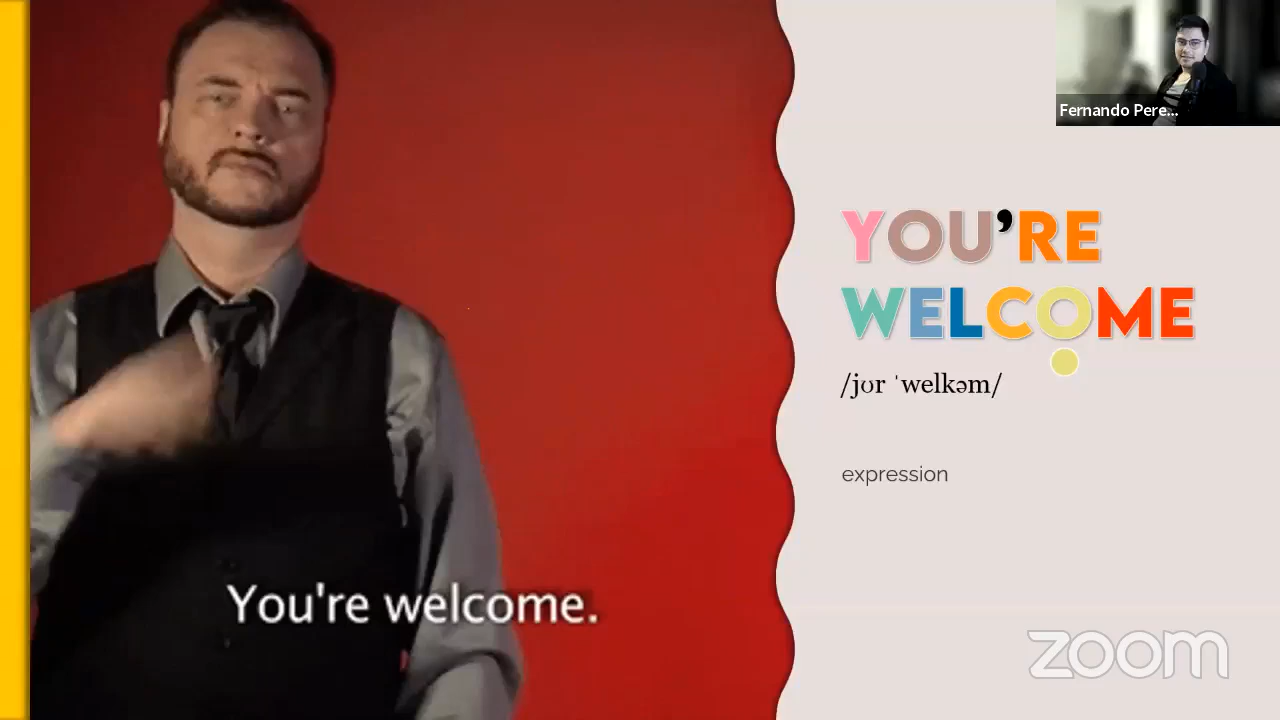 Fernando Pere...
YOU'RE
WELCOME
/jʊr ˈwelkəm/
expression
You're welcome.
zoom